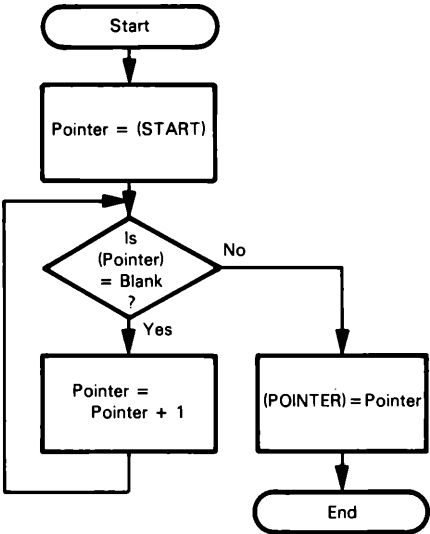 Start
Pointer = (START)
Is
(Pointer)
= Blank
?
No
Yes
Pointer =
Pointer + 1
(POINTER) = Pointer
End